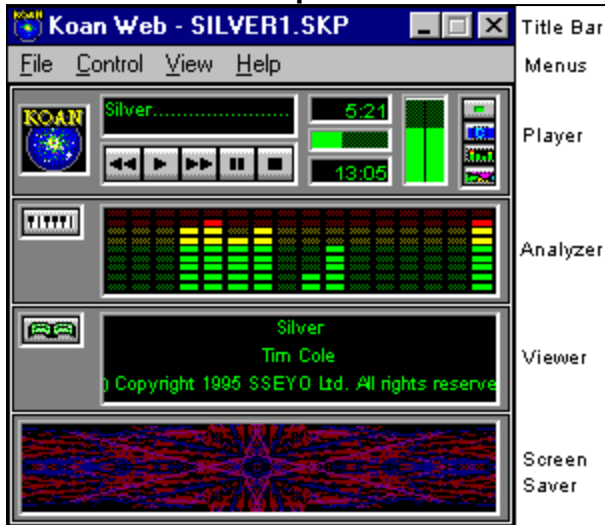 Koan Web - SILVER1.SKP
Title Bar
File Control View Help
Menus
KOAN
Silver......................
5:21
13:05
Player
Analyzer
Silver
Tim Cole
) Copyright 1995 SSEYO Ltd. All rights reserve
Viewer
Screen
Saver